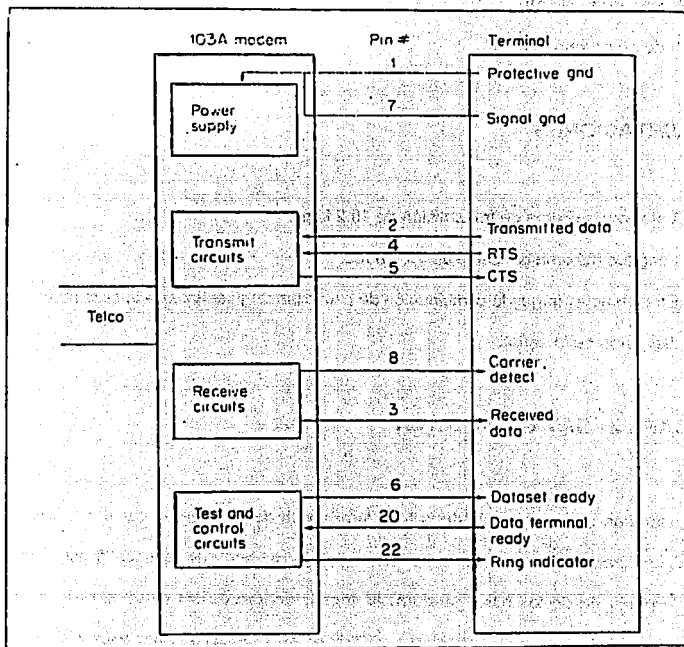 103A modem Pin # Terminal
1 Protective gnd
Power supply
7 Signal gnd
2 Transmitted data
Transmit circuits
4 RTS
5 CTS
Telco
8 Carrier detect
Receive circuits
3 Received data
6 Dataset ready
Test and control circuits
20 Data terminal ready
22 Ring indicator